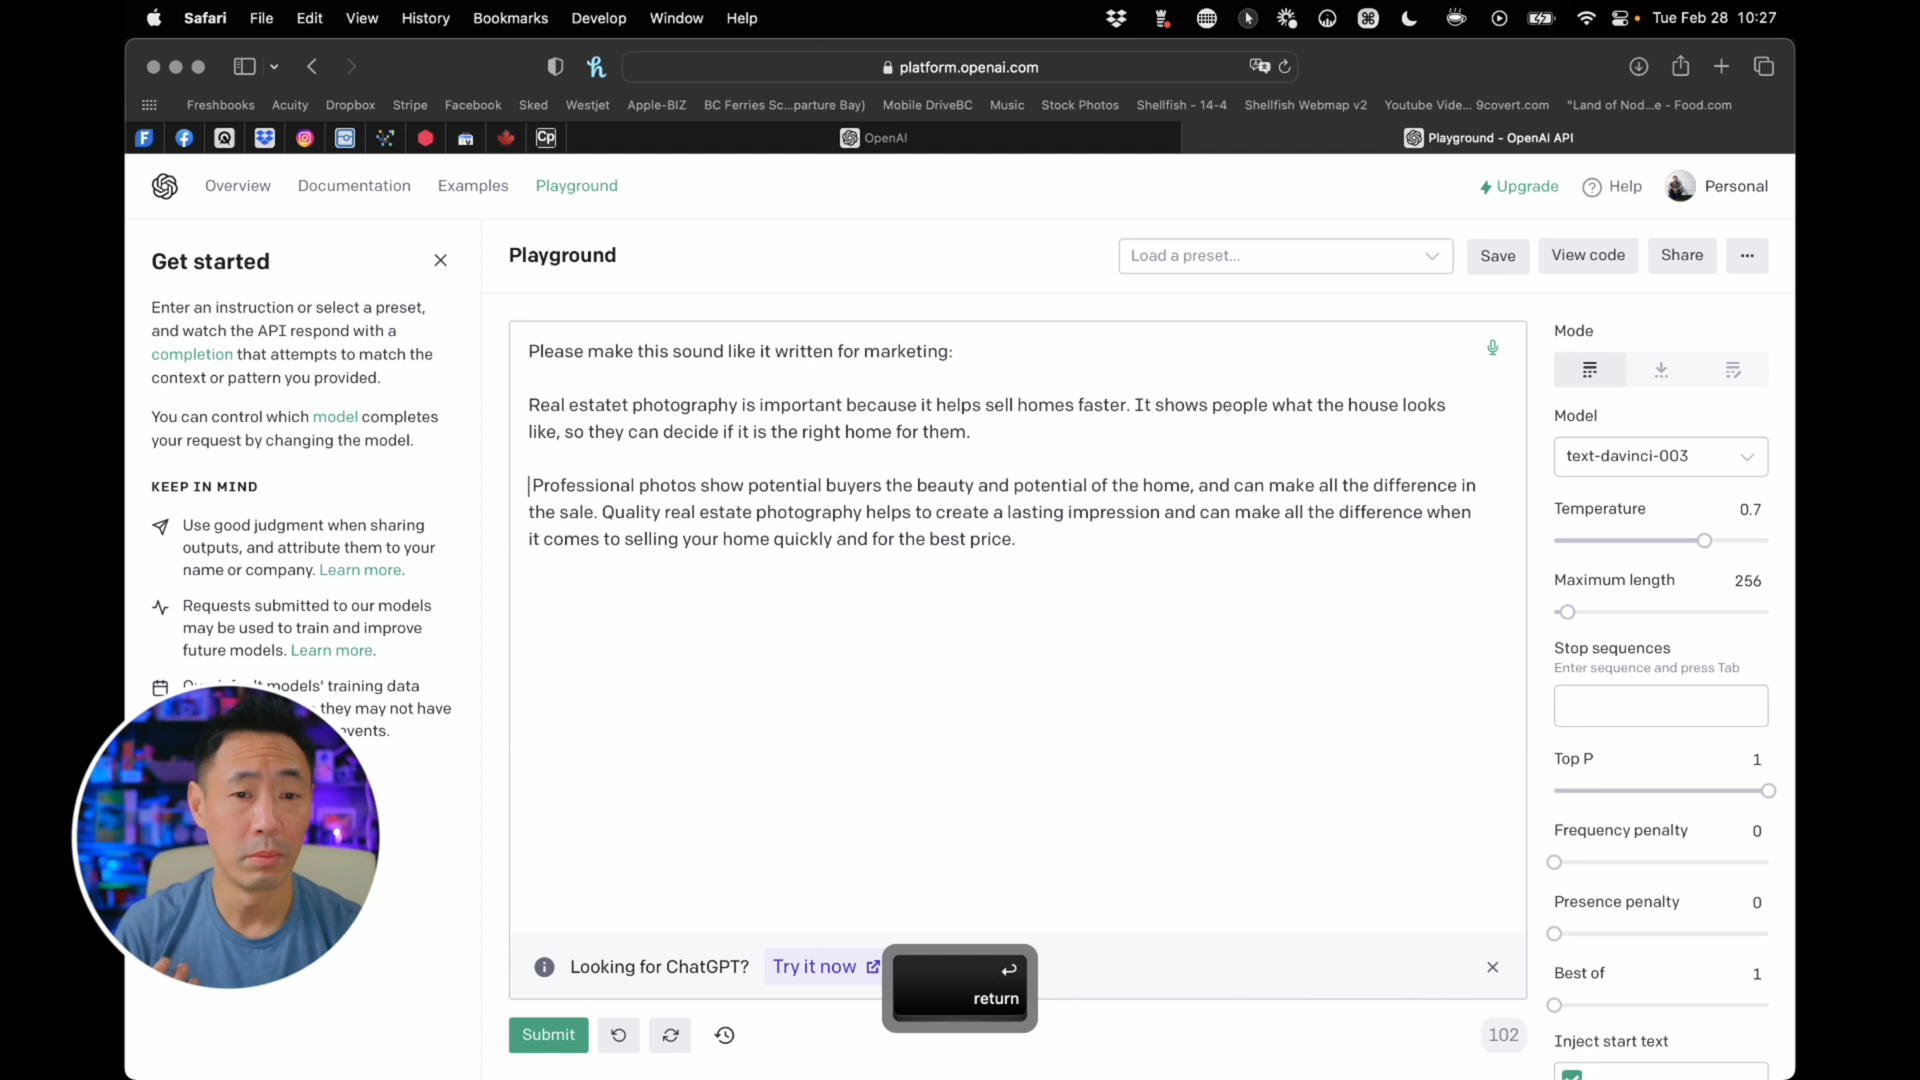 Safari File Edit View History Bookmarks Develop Window Help Tue Feb 28 10:27
platform.openai.com
Freshbooks Acuity Dropbox Stripe Facebook Sked Westjet Apple-BIZ BC Ferries Sc...parture Bay) Mobile DriveBC Music Stock Photos Shellfish - 14-4 Shellfish Webmap v2 Youtube Vide... 9covert.com "Land of Nod...e - Food.com
F Cp OpenAI Playground - OpenAI API
Overview Documentation Examples Playground Upgrade Help Personal
Get started
Enter an instruction or select a preset,
and watch the API respond with a
completion that attempts to match the
context or pattern you provided.
You can control which model completes
your request by changing the model.
KEEP IN MIND
Use good judgment when sharing
outputs, and attribute them to your
name or company. Learn more.
Requests submitted to our models
may be used to train and improve
future models. Learn more.
models' training data
they may not have
events.
Playground
Load a preset...
Save
View code
Share
Please make this sound like it written for marketing:
Real estatet photography is important because it helps sell homes faster. It shows people what the house looks
like, so they can decide if it is the right home for them.
Professional photos show potential buyers the beauty and potential of the home, and can make all the difference in
the sale. Quality real estate photography helps to create a lasting impression and can make all the difference when
it comes to selling your home quickly and for the best price.
Looking for ChatGPT? Try it now
return
Submit
102
Mode
Model
text-davinci-003
Temperature 0.7
Maximum length 256
Stop sequences
Enter sequence and press Tab
Top P 1
Frequency penalty 0
Presence penalty 0
Best of 1
Inject start text